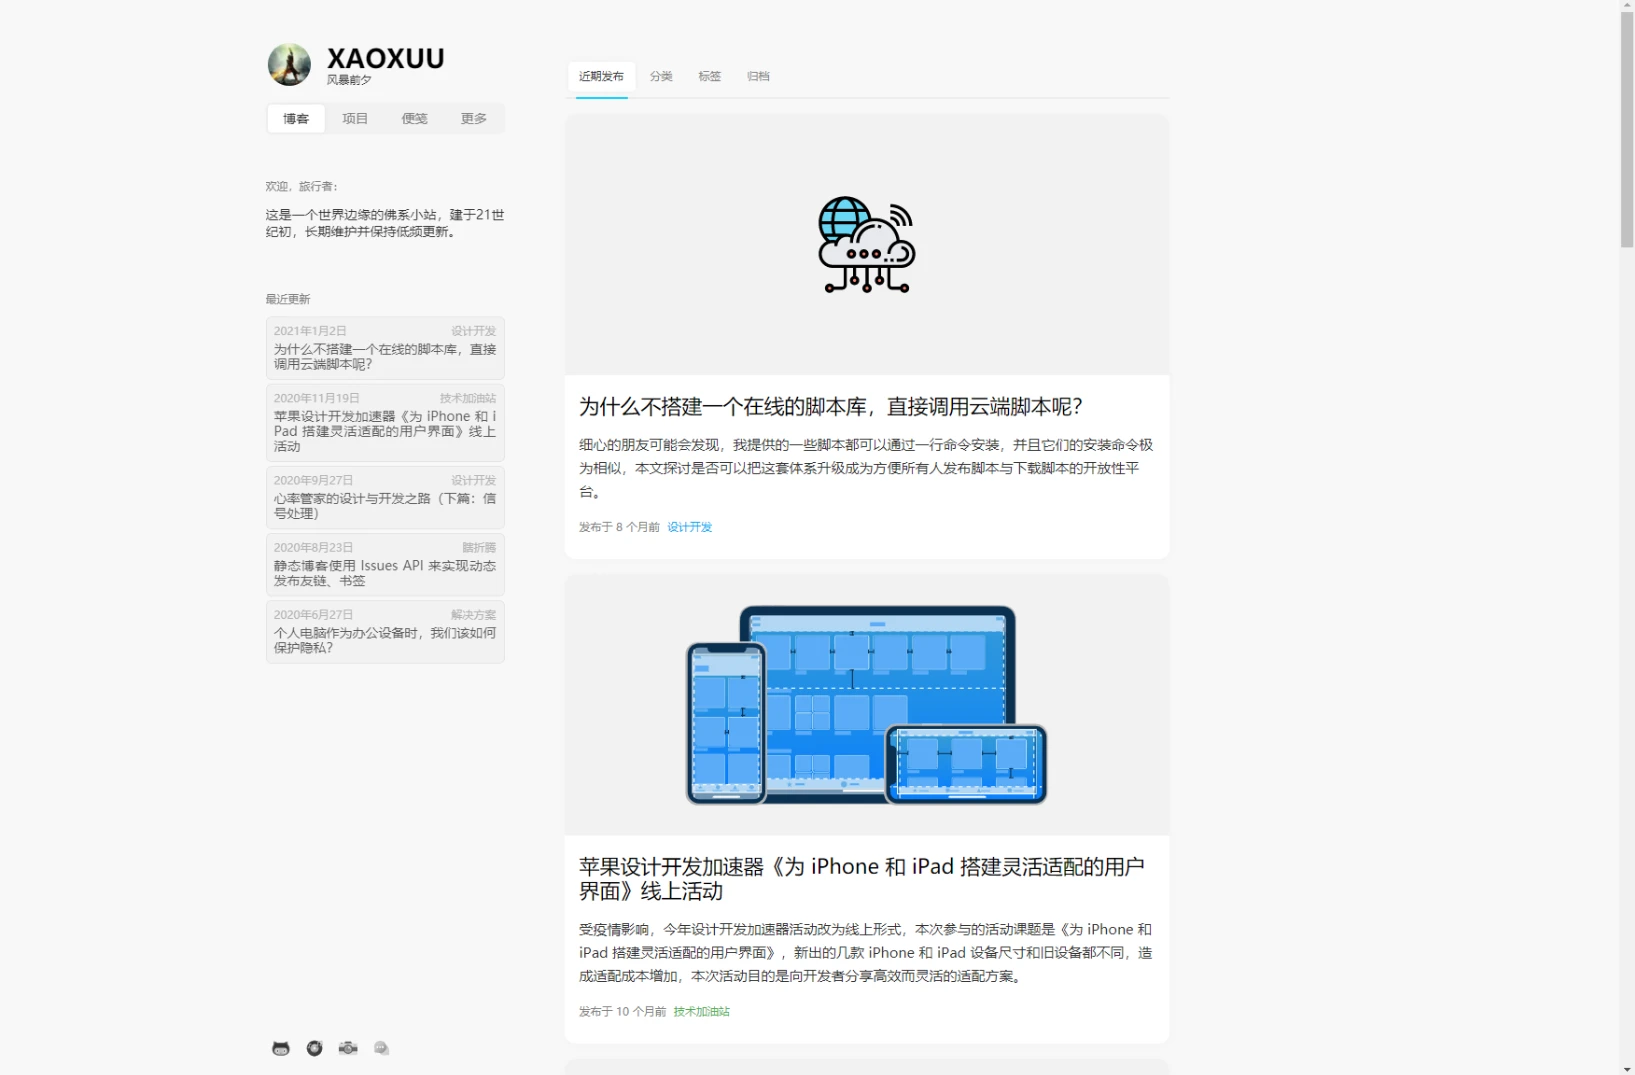 XAOXUU
风暴前夕
博客 项目 便笺 更多
欢迎，旅行者：
这是一个世界边缘的佛系小站，建于21世
纪初，长期维护并保持低频更新。
最近更新
2021年1月2日 设计开发
为什么不搭建一个在线的脚本库，直接
调用云端脚本呢？
2020年11月19日 技术加油站
苹果设计开发加速器《为 iPhone 和 i
Pad 搭建灵活适配的用户界面》线上
活动
2020年9月27日 设计开发
心率管家的设计与开发之路（下篇：信
号处理）
2020年8月23日 瞎折腾
静态博客使用 Issues API 来实现动态
发布友链、书签
2020年6月27日 解决方案
个人电脑作为办公设备时，我们该如何
保护隐私？
近期发布 分类 标签 归档
为什么不搭建一个在线的脚本库，直接调用云端脚本呢？
细心的朋友可能会发现，我提供的一些脚本都可以通过一行命令安装，并且它们的安装命令极
为相似，本文探讨是否可以把这套体系升级成为方便所有人发布脚本与下载脚本的开放性平
台。
发布于 8 个月前 设计开发
苹果设计开发加速器《为 iPhone 和 iPad 搭建灵活适配的用户
界面》线上活动
受疫情影响，今年设计开发加速器活动改为线上形式，本次参与的活动课题是《为 iPhone 和
iPad 搭建灵活适配的用户界面》，新出的几款 iPhone 和 iPad 设备尺寸和旧设备都不同，造
成适配成本增加，本次活动目的是向开发者分享高效而灵活的适配方案。
发布于 10 个月前 技术加油站